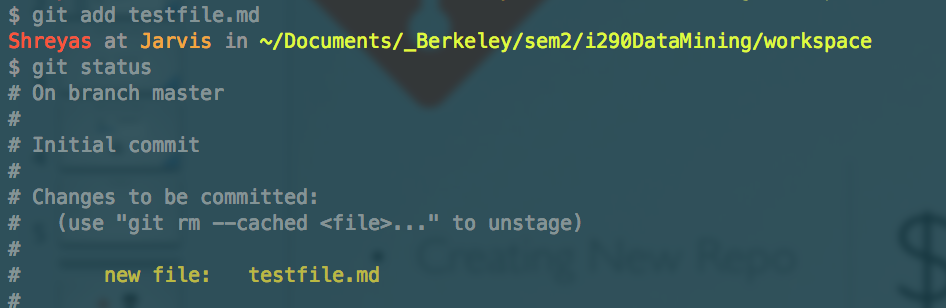 $ git add testfile.md
Shreyas at Jarvis in ~/Documents/_Berkeley/sem2/i290DataMining/workspace
$ git status
# On branch master
#
# Initial commit
#
# Changes to be committed:
#   (use "git rm --cached <file>..." to unstage)
#
#       new file:   testfile.md
#
Creating New Repo
$